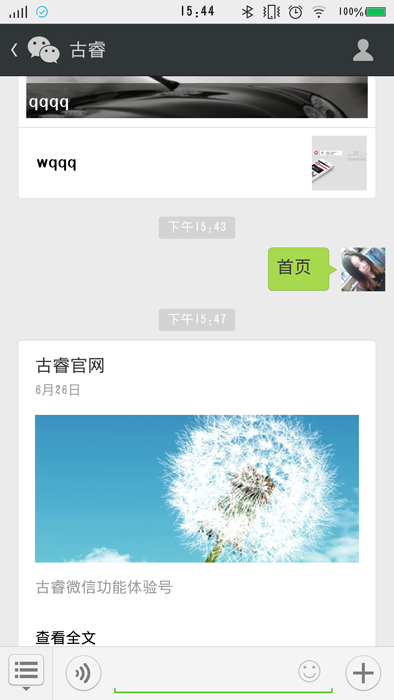 15:44
100%
古睿
qqqq
wqqq
下午15:43
首页
下午15:47
古睿官网
6月26日
古睿微信功能体验号
查看全文